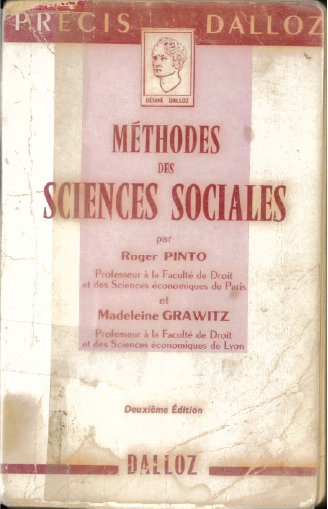 PRÉCIS DALLOZ
DÉSIRÉ DALLOZ
MÉTHODES
DES
SCIENCES SOCIALES
par
Roger PINTO
Professeur à la Faculté de Droit
et des Sciences économiques de Paris
et
Madeleine GRAWITZ
Professeur à la Faculté de Droit
et des Sciences économiques de Lyon
Deuxième Édition
DALLOZ